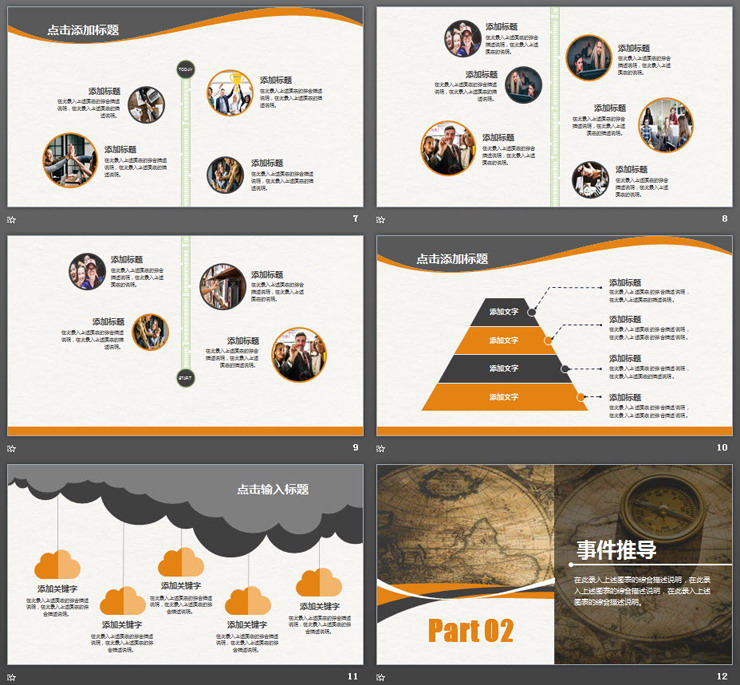 点击添加标题
TODAY
添加标题
在此录入上述图表的综合描述
说明，在此录入上述图表的描
述说明。
添加标题
在此录入上述图表的综合描述
说明，在此录入上述图表的描
述说明。
添加标题
在此录入上述图表的综合描述
说明，在此录入上述图表的描
述说明。
添加标题
在此录入上述图表的综合描述
说明，在此录入上述图表的描
述说明。
7
添加标题
在此录入上述图表的综合描述
说明，在此录入上述图表的描
述说明。
添加标题
在此录入上述图表的综合描述
说明，在此录入上述图表的描
述说明。
添加标题
在此录入上述图表的综合描述
说明，在此录入上述图表的描
述说明。
添加标题
在此录入上述图表的综合描述
说明，在此录入上述图表的描
述说明。
添加标题
在此录入上述图表的综合描述
说明，在此录入上述图表的描
述说明。
添加标题
在此录入上述图表的综合描述
说明，在此录入上述图表的描
述说明。
8
添加标题
在此录入上述图表的综合描述
说明，在此录入上述图表的描
述说明。
添加标题
在此录入上述图表的综合描述
说明，在此录入上述图表的描
述说明。
添加标题
在此录入上述图表的综合描述
说明，在此录入上述图表的描
述说明。
添加标题
在此录入上述图表的综合描述
说明，在此录入上述图表的描
述说明。
START
9
点击添加标题
添加文字
添加文字
添加文字
添加文字
添加标题
在此录入上述图表的综合描述说明，
在此录入上述图表的描述说明。
添加标题
在此录入上述图表的综合描述说明，
在此录入上述图表的描述说明。
添加标题
在此录入上述图表的综合描述说明，
在此录入上述图表的描述说明。
添加标题
在此录入上述图表的综合描述说明，
在此录入上述图表的描述说明。
10
点击输入标题
添加关键字
在此录入上述图表的综合描述
说明，在此录入上述图表的综
合描述说明。
添加关键字
在此录入上述图表的综合描述
说明，在此录入上述图表的综
合描述说明。
添加关键字
在此录入上述图表的综合描述
说明，在此录入上述图表的综
合描述说明。
添加关键字
在此录入上述图表的综合描述
说明，在此录入上述图表的综
合描述说明。
添加关键字
在此录入上述图表的综合描述
说明，在此录入上述图表的综
合描述说明。
11
事件推导
在此录入上述图表的综合描述说明，在此录
入上述图表的综合描述说明，在此录入上述
图表的综合描述说明。
Part 02
12